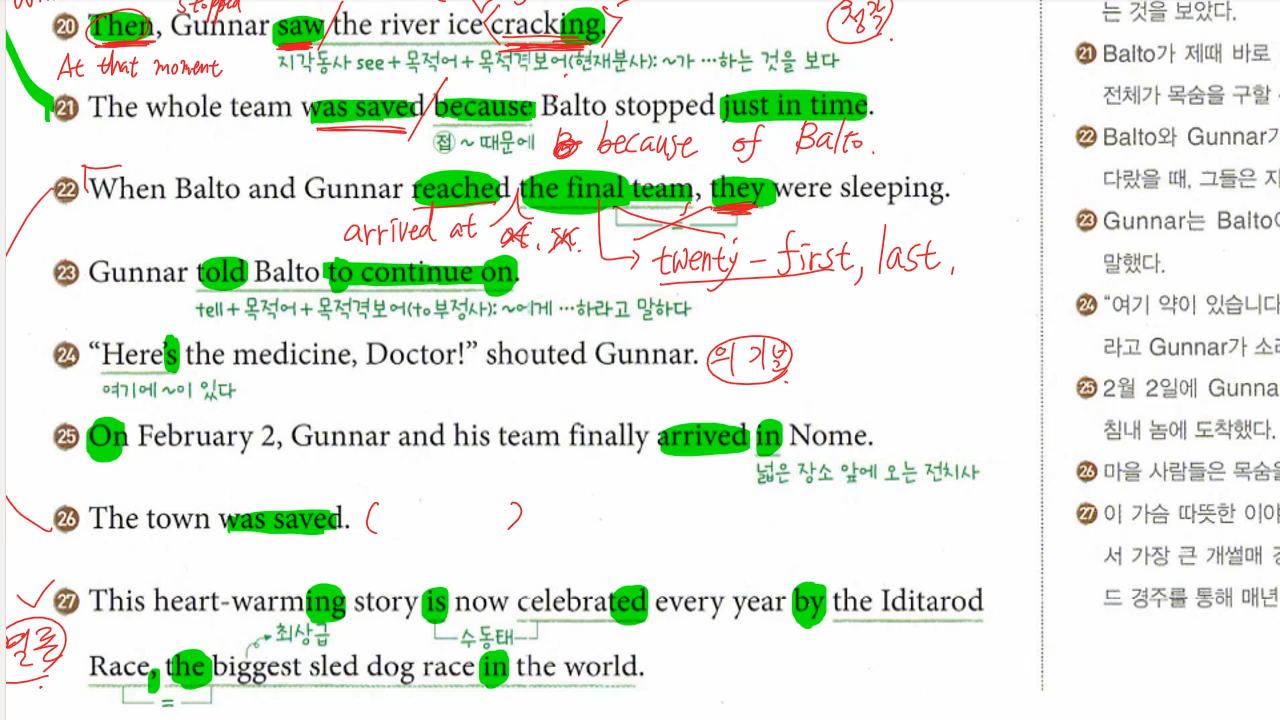 stopped
⑳ Then, Gunnar saw the river ice cracking.
At that moment
지각동사 see + 목적어 + 목적격보어(현재분사): ~가 …하는 것을 보다
㉑ The whole team was saved because Balto stopped just in time.
접 ~ 때문에
because of Balto.
㉒ When Balto and Gunnar reached the final team, they were sleeping.
arrived at
twenty-first, last,
㉓ Gunnar told Balto to continue on.
tell + 목적어 + 목적격보어(to부정사): ~에게 …하라고 말하다
㉔ “Here's the medicine, Doctor!” shouted Gunnar.
의기념
여기에 ~이 있다
㉕ On February 2, Gunnar and his team finally arrived in Nome.
넓은 장소 앞에 오는 전치사
㉖ The town was saved. ( )
㉗ This heart-warming story is now celebrated every year by the Iditarod
최상급
수동태
Race, the biggest sled dog race in the world.
=
는 것을 보았다.
㉑ Balto가 제때 바로
전체가 목숨을 구할
㉒ Balto와 Gunnar가
다랐을 때, 그들은
㉓ Gunnar는 Balto에
말했다.
㉔ “여기 약이 있습니다
라고 Gunnar가 소리
㉕ 2월 2일에 Gunna
침내 놈에 도착했다.
㉖ 마을 사람들은 목숨을
㉗ 이 가슴 따뜻한 이야
서 가장 큰 개썰매 경
드 경주를 통해 매년